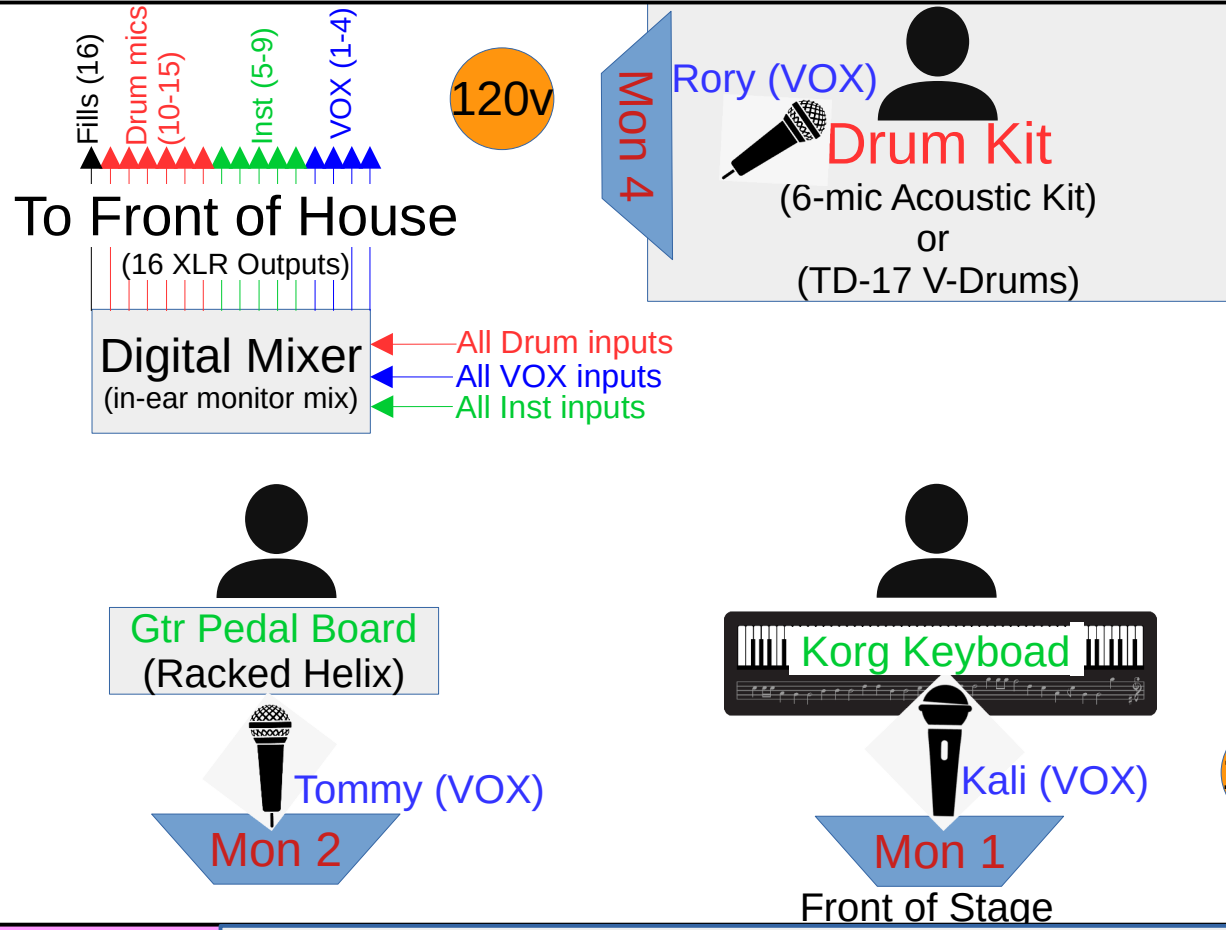 Fills (16)
Drum mics
(10-15)
Inst (5-9)
VOX (1-4)
120v
To Front of House
(16 XLR Outputs)
Digital Mixer
(in-ear monitor mix)
All Drum inputs
All VOX inputs
All Inst inputs
Mon 4
Rory (VOX)
Drum Kit
(6-mic Acoustic Kit)
or
(TD-17 V-Drums)
Gtr Pedal Board
(Racked Helix)
Tommy (VOX)
Mon 2
Korg Keyboad
Kali (VOX)
Mon 1
Front of Stage